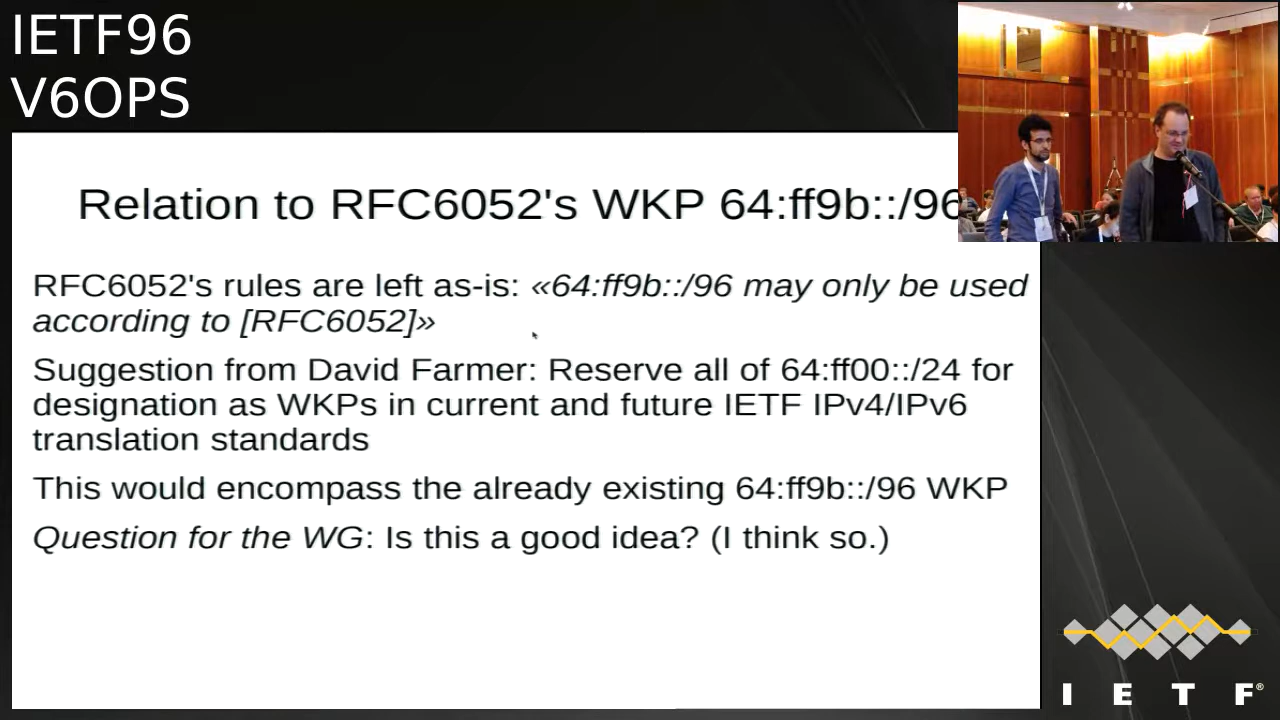 IETF96
V6OPS
Relation to RFC6052's WKP 64:ff9b::/96
RFC6052's rules are left as-is: «64:ff9b::/96 may only be used
according to [RFC6052]»
Suggestion from David Farmer: Reserve all of 64:ff00::/24 for
designation as WKPs in current and future IETF IPv4/IPv6
translation standards
This would encompass the already existing 64:ff9b::/96 WKP
Question for the WG: Is this a good idea? (I think so.)
I E T F®